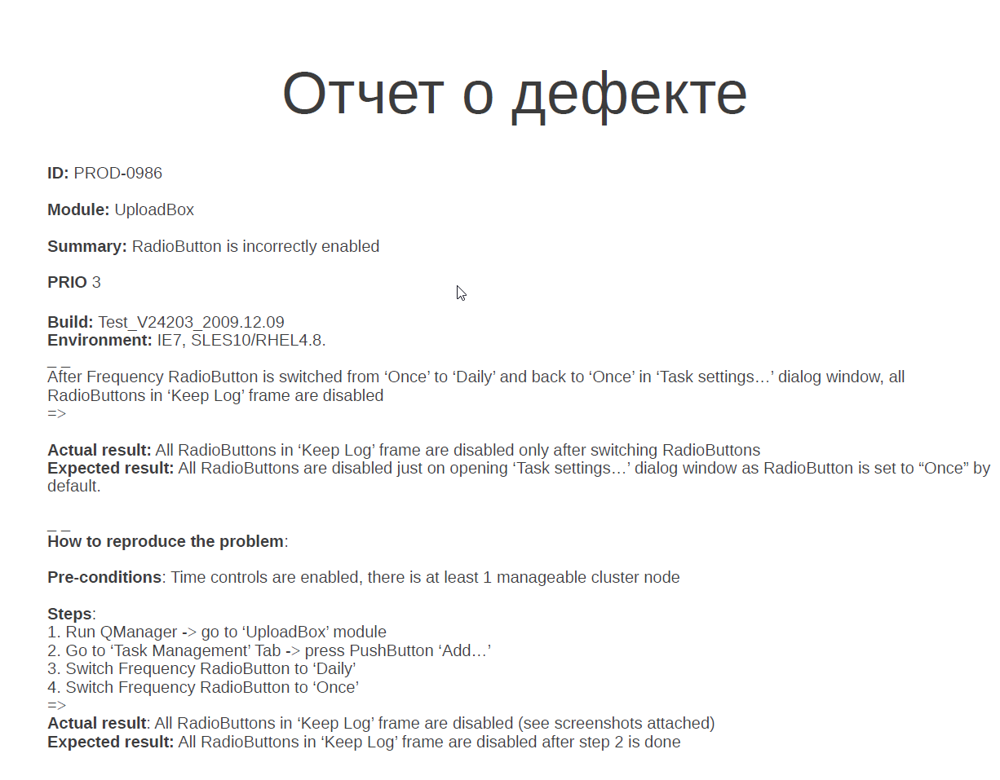 Отчет о дефекте
ID: PROD-0986
Module: UploadBox
Summary: RadioButton is incorrectly enabled
PRIO 3
Build: Test_V24203_2009.12.09
Environment: IE7, SLES10/RHEL4.8.
_ _
After Frequency RadioButton is switched from ‘Once’ to ‘Daily’ and back to ‘Once’ in ‘Task settings…’ dialog window, all
RadioButtons in ‘Keep Log’ frame are disabled
=>
Actual result: All RadioButtons in ‘Keep Log’ frame are disabled only after switching RadioButtons
Expected result: All RadioButtons are disabled just on opening ‘Task settings…’ dialog window as RadioButton is set to “Once” by
default.
_ _
How to reproduce the problem:
Pre-conditions: Time controls are enabled, there is at least 1 manageable cluster node
Steps:
1. Run QManager -> go to ‘UploadBox’ module
2. Go to ‘Task Management’ Tab -> press PushButton ‘Add…’
3. Switch Frequency RadioButton to ‘Daily’
4. Switch Frequency RadioButton to ‘Once’
=>
Actual result: All RadioButtons in ‘Keep Log’ frame are disabled (see screenshots attached)
Expected result: All RadioButtons in ‘Keep Log’ frame are disabled after step 2 is done